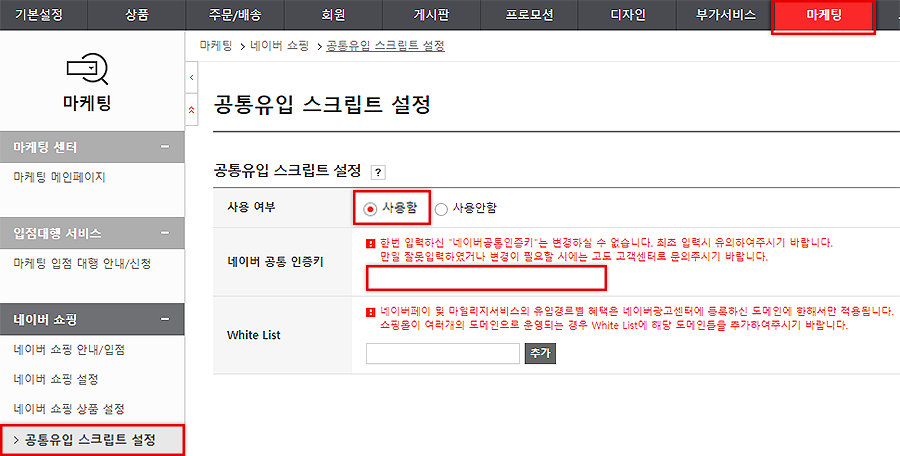 기본설정 상품 주문/배송 회원 게시판 프로모션 디자인 부가서비스 마케팅
마케팅 > 네이버 쇼핑 > 공통유입 스크립트 설정
마케팅
마케팅 센터
마케팅 메인페이지
입점대행 서비스
마케팅 입점 대행 안내/신청
네이버 쇼핑
네이버 쇼핑 안내/입점
네이버 쇼핑 설정
네이버 쇼핑 상품 설정
> 공통유입 스크립트 설정
공통유입 스크립트 설정
공통유입 스크립트 설정 ?
사용 여부 사용함 사용안함
네이버 공통 인증키
한번 입력하신 "네이버공통인증키"는 변경하실 수 없습니다. 최초 입력시 유의하여주시기 바랍니다.
만일 잘못입력하였거나 변경이 필요할 시에는 고도 고객센터로 문의주시기 바랍니다.
White List
네이버페이 및 마일리지서비스의 유입경로별 혜택은 네이버광고센터에 등록하신 도메인에 한해서만 적용됩니다.
쇼핑몰이 여러개의 도메인으로 운영되는 경우 White List에 해당 도메인들을 추가하여주시기 바랍니다.
추가